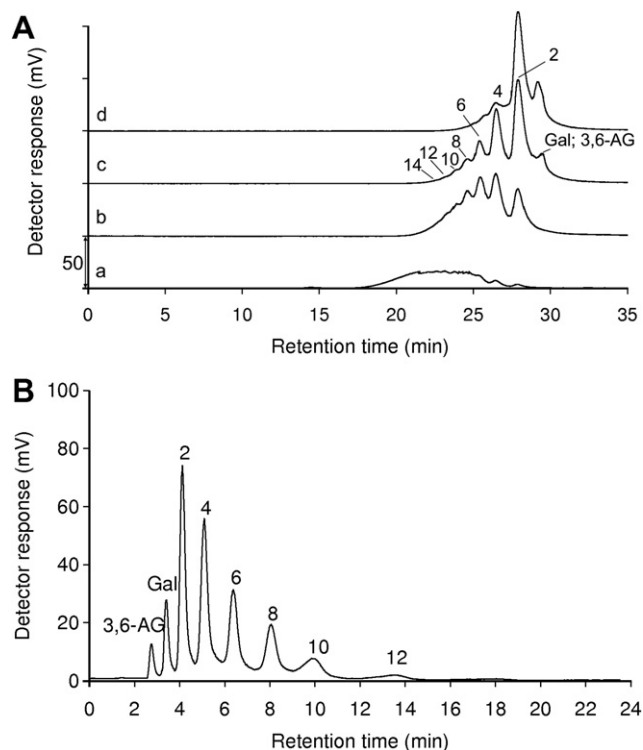 A
Detector response (mV)
d
2
4
6
c
8
10
12
14
Gal; 3,6-AG
b
50
a
0 5 10 15 20 25 30 35
Retention time (min)
B
Detector response (mV)
100
80
60
40
20
0
2
4
Gal
6
3,6-AG
8
10
12
0 2 4 6 8 10 12 14 16 18 20 22 24
Retention time (min)